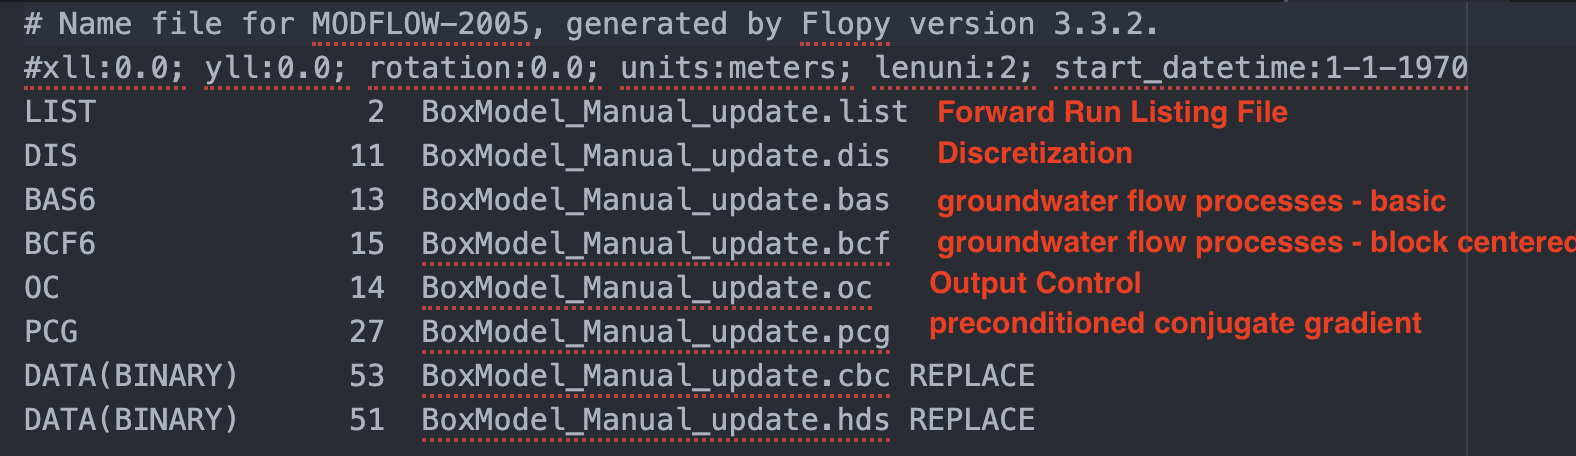 # Name file for MODFLOW-2005, generated by Flopy version 3.3.2.
#xll:0.0; yll:0.0; rotation:0.0; units:meters; lenuni:2; start_datetime:1-1-1970
LIST 2 BoxModel_Manual_update.list Forward Run Listing File
DIS 11 BoxModel_Manual_update.dis Discretization
BAS6 13 BoxModel_Manual_update.bas groundwater flow processes - basic
BCF6 15 BoxModel_Manual_update.bcf groundwater flow processes - block centered
OC 14 BoxModel_Manual_update.oc Output Control
PCG 27 BoxModel_Manual_update.pcg preconditioned conjugate gradient
DATA(BINARY) 53 BoxModel_Manual_update.cbc REPLACE
DATA(BINARY) 51 BoxModel_Manual_update.hds REPLACE